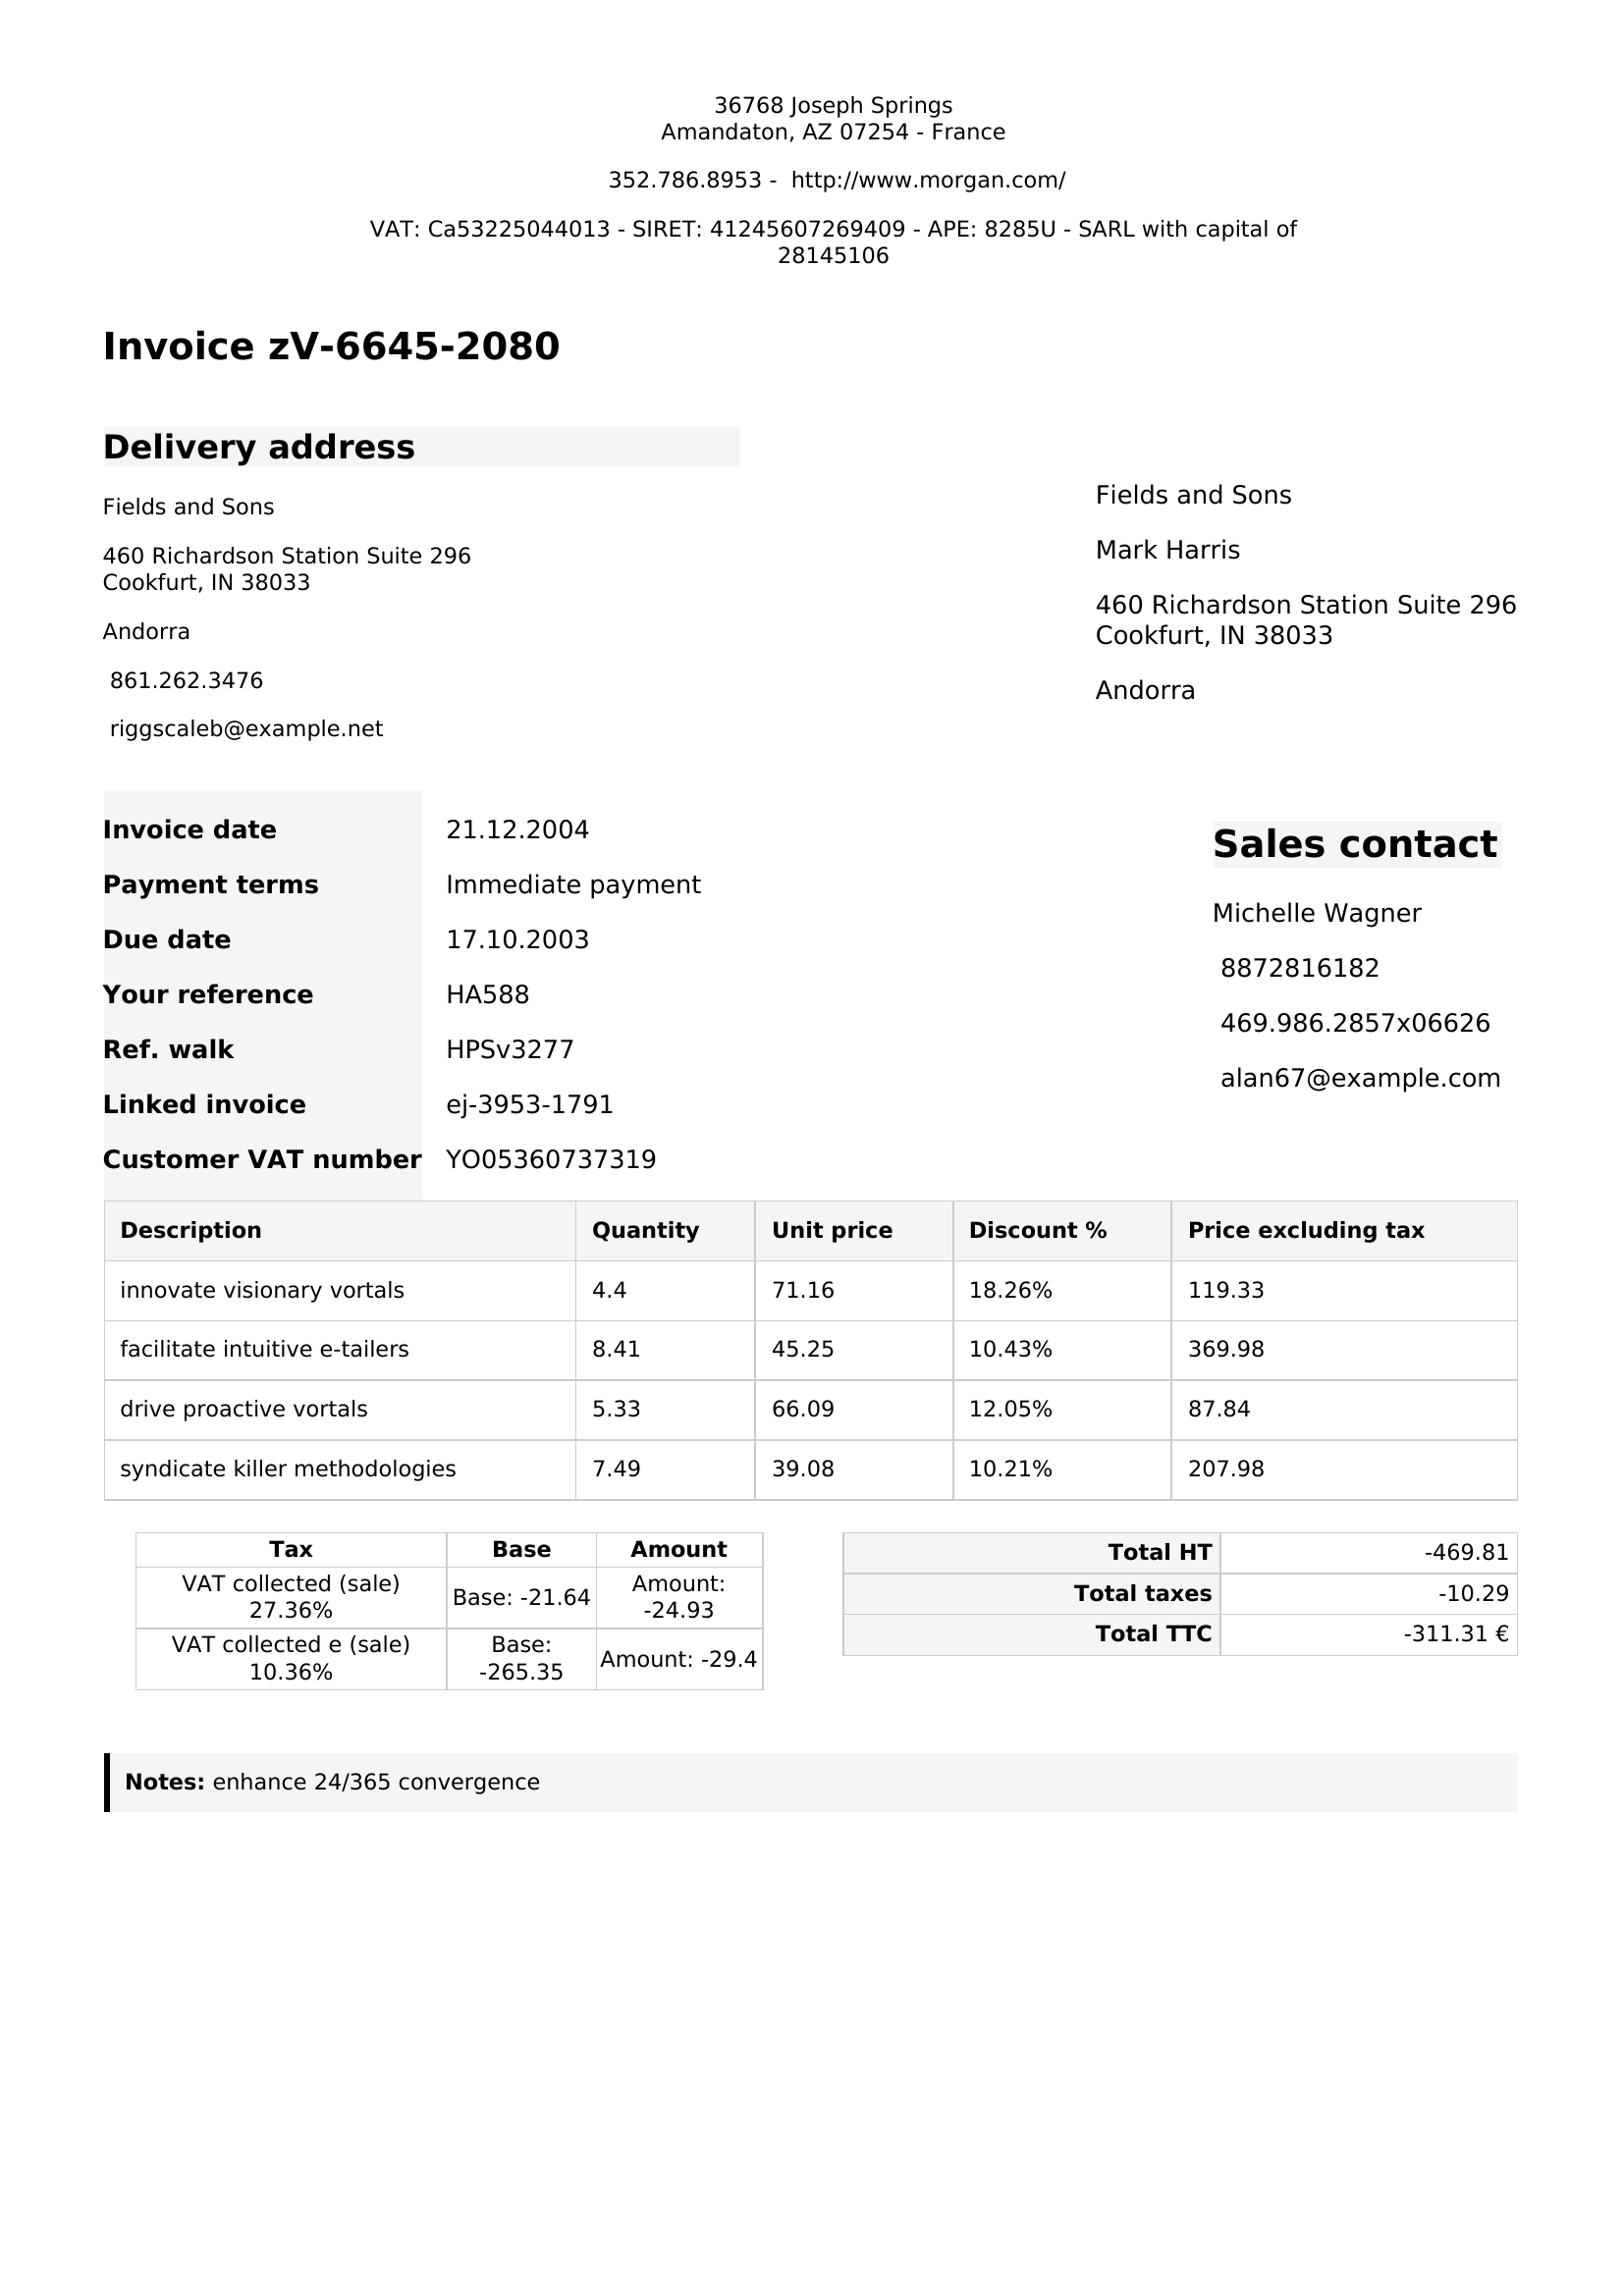 36768 Joseph Springs
Amandaton, AZ 07254 - France
352.786.8953 - http://www.morgan.com/
VAT: Ca53225044013 - SIRET: 41245607269409 - APE: 8285U - SARL with capital of
28145106
Invoice zV-6645-2080
Delivery address
Fields and Sons
460 Richardson Station Suite 296
Cookfurt, IN 38033
Andorra
861.262.3476
riggscaleb@example.net
Fields and Sons
Mark Harris
460 Richardson Station Suite 296
Cookfurt, IN 38033
Andorra
Invoice date 21.12.2004
Payment terms Immediate payment
Due date 17.10.2003
Your reference HA588
Ref. walk HPSv3277
Linked invoice ej-3953-1791
Customer VAT number YO05360737319
Sales contact
Michelle Wagner
8872816182
469.986.2857x06626
alan67@example.com
Description Quantity Unit price Discount % Price excluding tax
innovate visionary vortals 4.4 71.16 18.26% 119.33
facilitate intuitive e-tailers 8.41 45.25 10.43% 369.98
drive proactive vortals 5.33 66.09 12.05% 87.84
syndicate killer methodologies 7.49 39.08 10.21% 207.98
Tax Base Amount
VAT collected (sale) 27.36% Base: -21.64 Amount: -24.93
VAT collected e (sale) 10.36% Base: -265.35 Amount: -29.4
Total HT -469.81
Total taxes -10.29
Total TTC -311.31 €
Notes: enhance 24/365 convergence